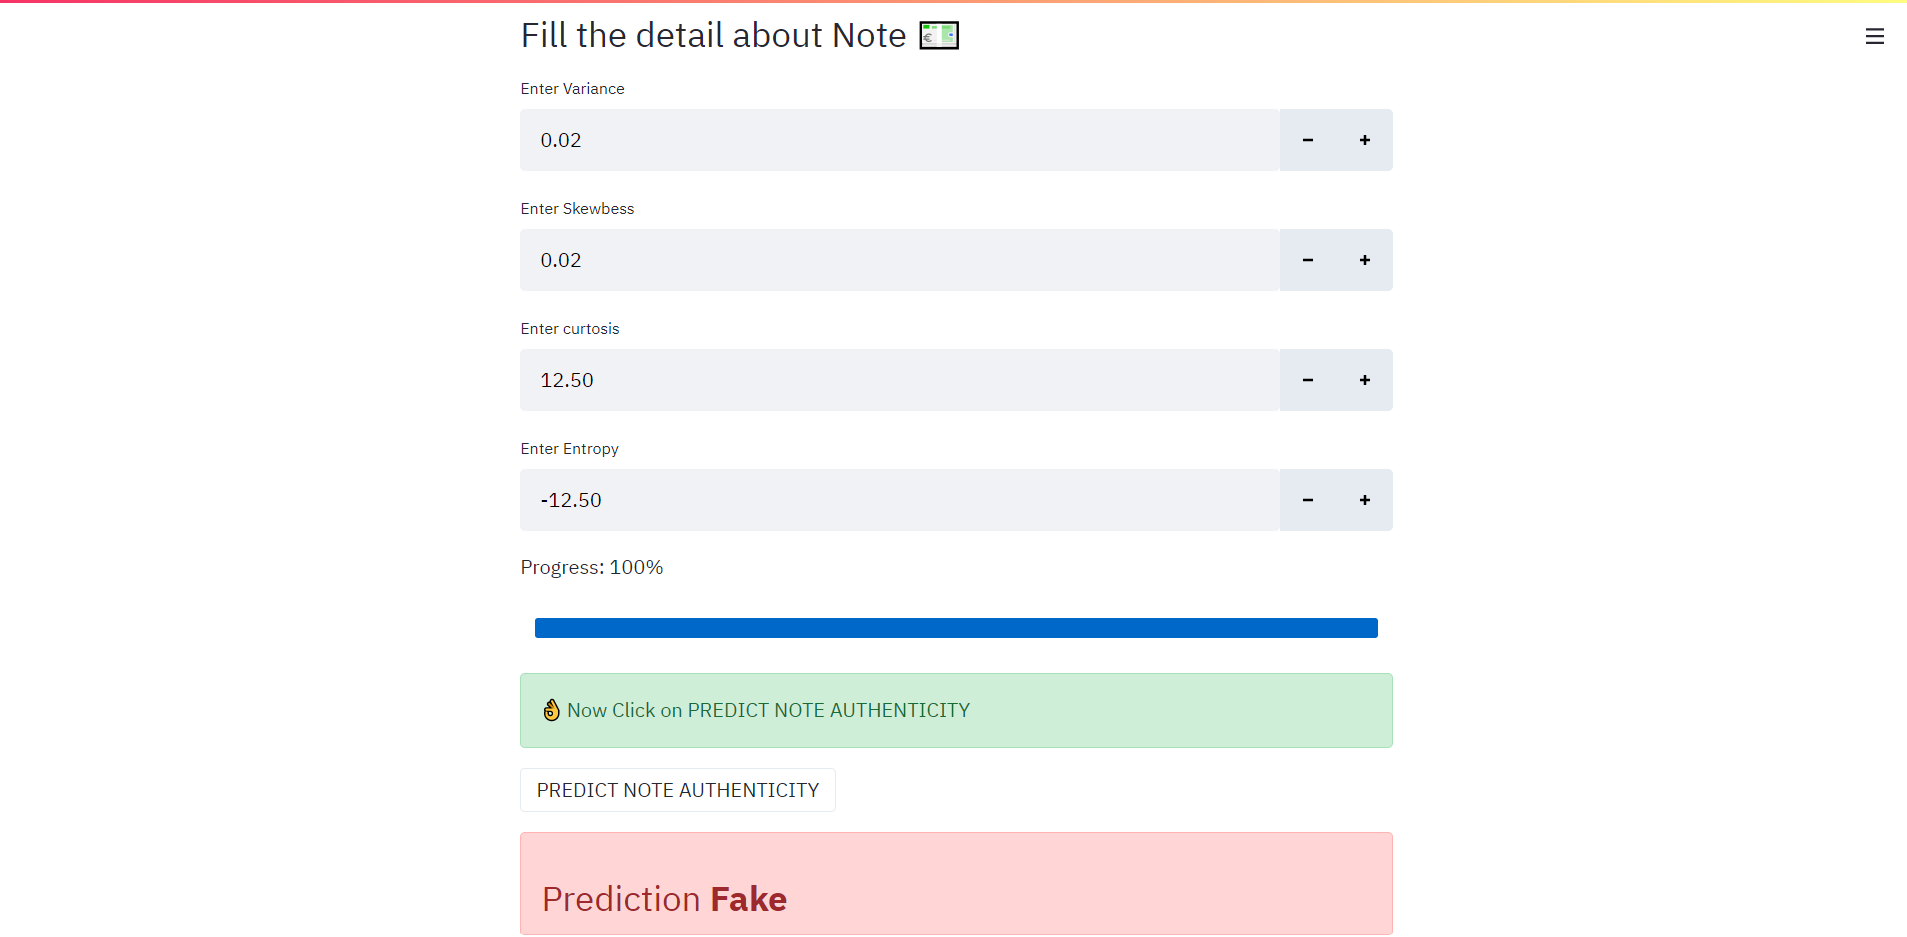 Fill the detail about Note
Enter Variance
0.02
Enter Skewbess
0.02
Enter curtosis
12.50
Enter Entropy
-12.50
Progress: 100%
👌 Now Click on PREDICT NOTE AUTHENTICITY
PREDICT NOTE AUTHENTICITY
Prediction Fake